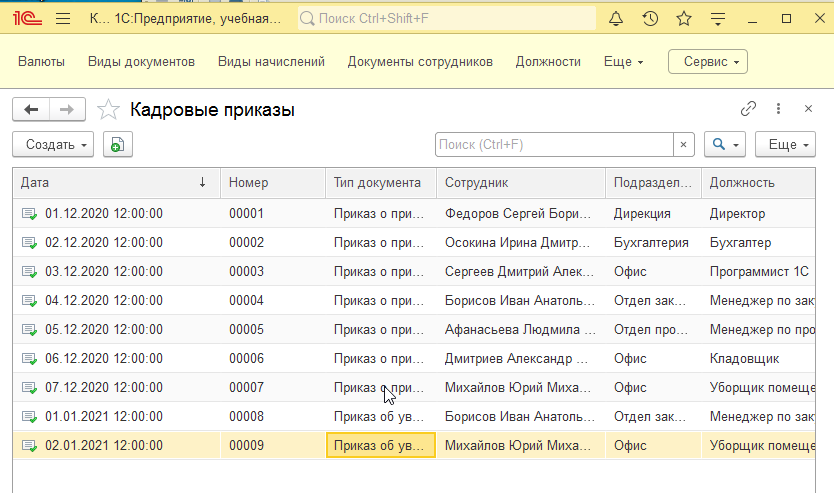 К... 1С:Предприятие, учебная... Поиск Ctrl+Shift+F
Валюты Виды документов Виды начислений Документы сотрудников Должности Еще Сервис
Кадровые приказы
Создать Поиск (Ctrl+F) × Еще
Дата ↓ Номер Тип документа Сотрудник Подраздел... Должность
01.12.2020 12:00:00 00001 Приказ о при... Федоров Сергей Бори... Дирекция Директор
02.12.2020 12:00:00 00002 Приказ о при... Осокина Ирина Дмитр... Бухгалтерия Бухгалтер
03.12.2020 12:00:00 00003 Приказ о при... Сергеев Дмитрий Алек... Офис Программист 1С
04.12.2020 12:00:00 00004 Приказ о при... Борисов Иван Анатоль... Отдел зак... Менеджер по зак
05.12.2020 12:00:00 00005 Приказ о при... Афанасьева Людмила ... Отдел про... Менеджер по про
06.12.2020 12:00:00 00006 Приказ о при... Дмитриев Александр ... Офис Кладовщик
07.12.2020 12:00:00 00007 Приказ о при... Михайлов Юрий Миха... Офис Уборщик помеще
01.01.2021 12:00:00 00008 Приказ об ув... Борисов Иван Анатоль... Отдел зак... Менеджер по зак
02.01.2021 12:00:00 00009 Приказ об ув... Михайлов Юрий Миха... Офис Уборщик помеще